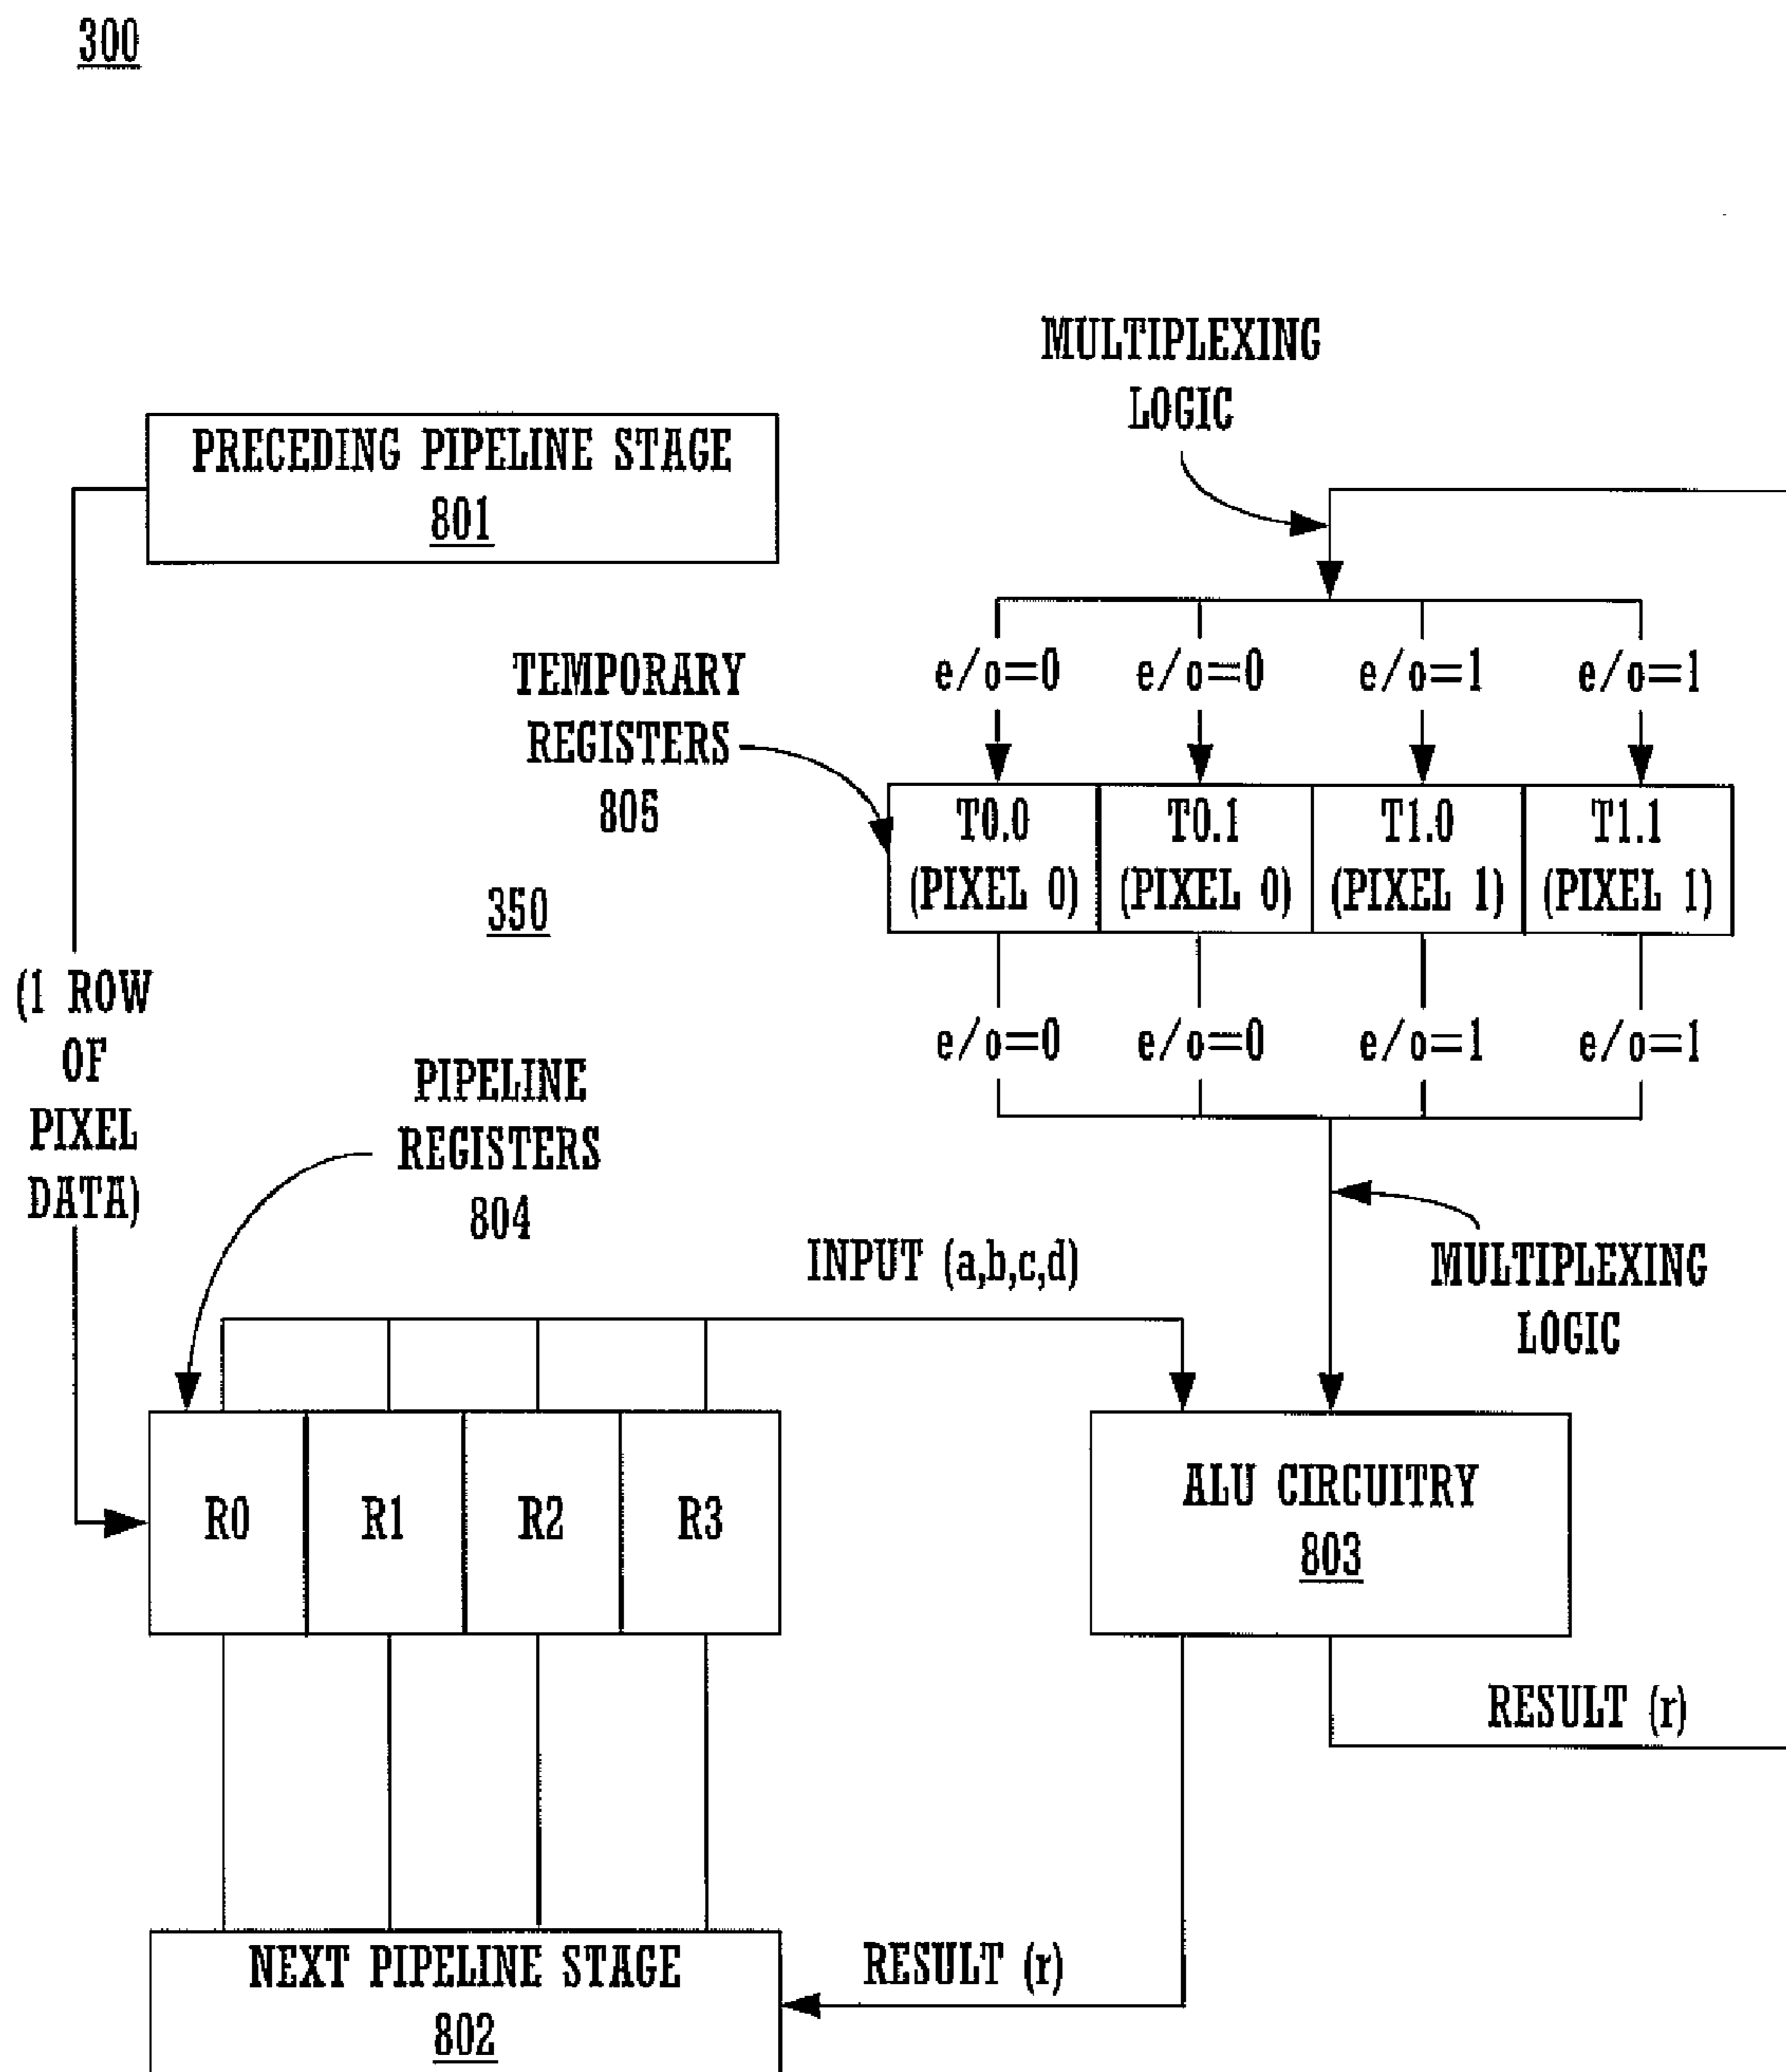 300
MULTIPLEXING
LOGIC
PRECEDING PIPELINE STAGE
801
e/o=0 e/o=0 e/o=1 e/o=1
TEMPORARY
REGISTERS
805
T0.0 T0.1 T1.0 T1.1
(PIXEL 0) (PIXEL 0) (PIXEL 1) (PIXEL 1)
350
(1 ROW
OF
PIXEL
DATA)
e/o=0 e/o=0 e/o=1 e/o=1
PIPELINE
REGISTERS
804
INPUT (a,b,c,d)
MULTIPLEXING
LOGIC
R0 R1 R2 R3
ALU CIRCUITRY
803
RESULT (r)
NEXT PIPELINE STAGE
802
RESULT (r)